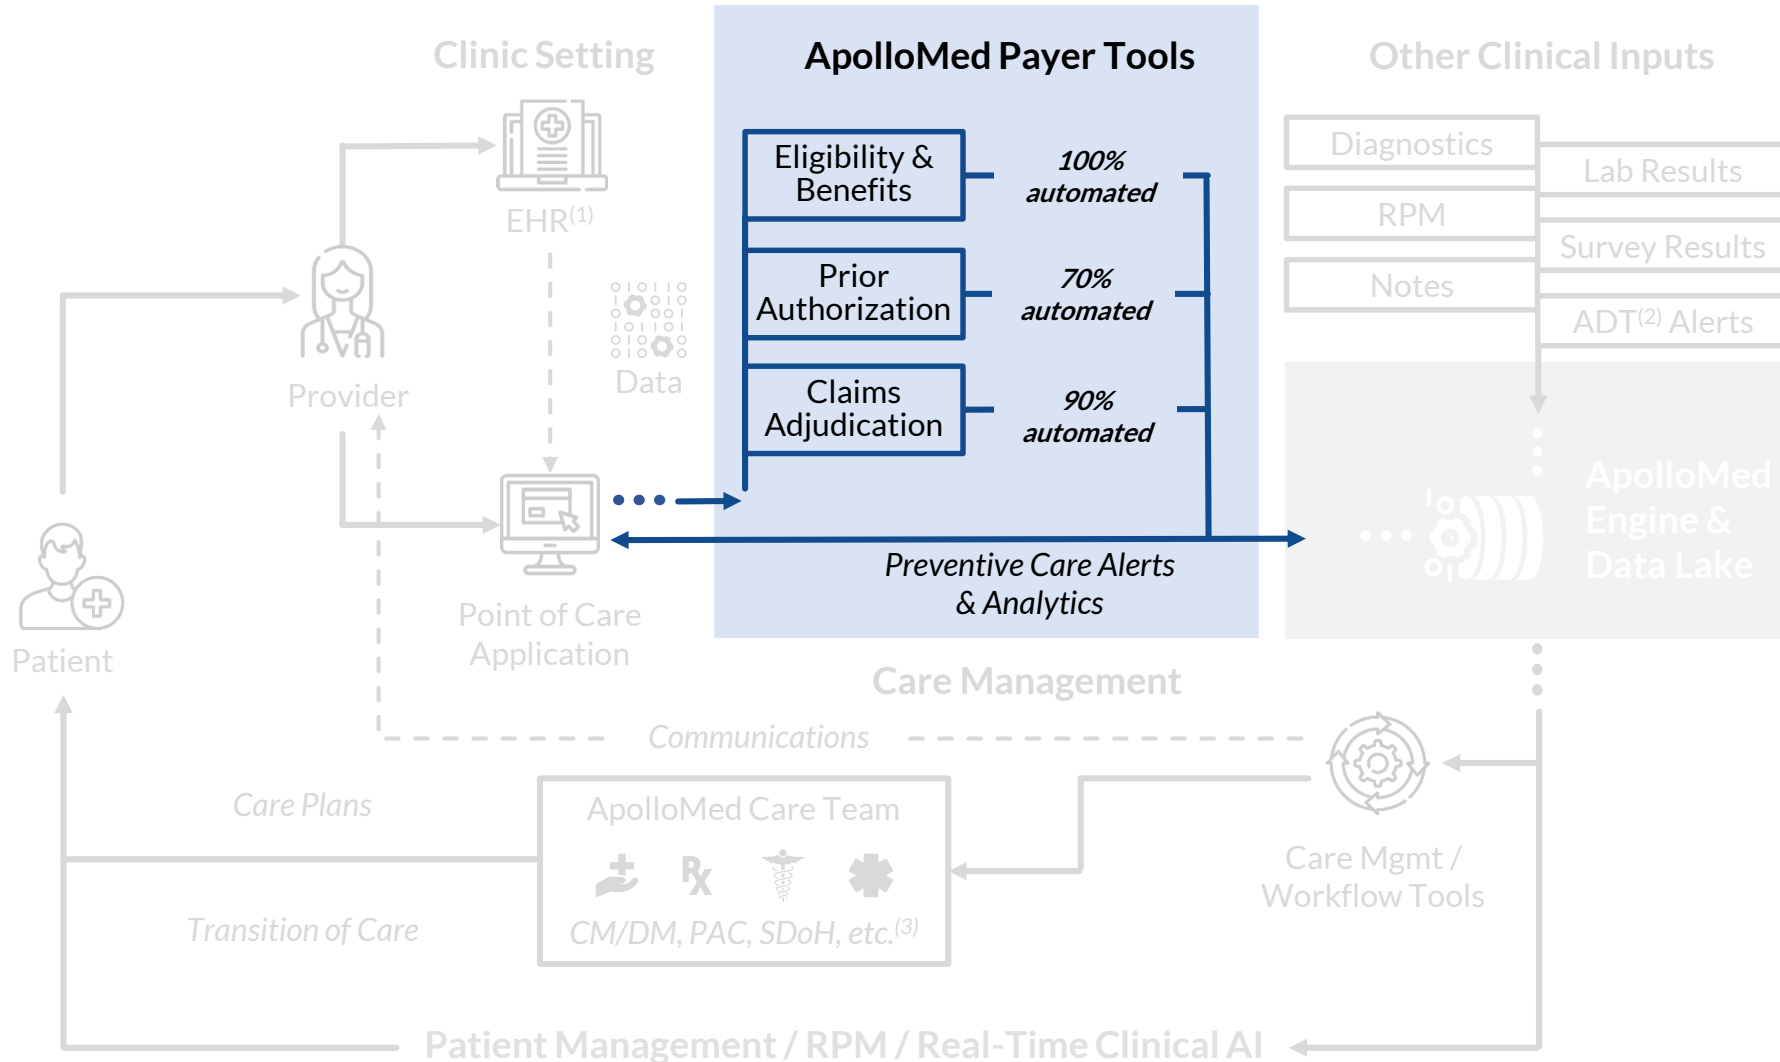 Clinic Setting
ApolloMed Payer Tools
Other Clinical Inputs
EHR(1)
Provider
Data
Patient
Point of Care
Application
Eligibility &
Benefits
100%
automated
Prior
Authorization
70%
automated
Claims
Adjudication
90%
automated
Preventive Care Alerts
& Analytics
Diagnostics
Lab Results
RPM
Survey Results
Notes
ADT(2) Alerts
ApolloMed
Engine &
Data Lake
Care Management
Communications
Care Plans
Transition of Care
ApolloMed Care Team
Rx
CM/DM, PAC, SDoH, etc.(3)
Care Mgmt /
Workflow Tools
Patient Management / RPM / Real-Time Clinical AI